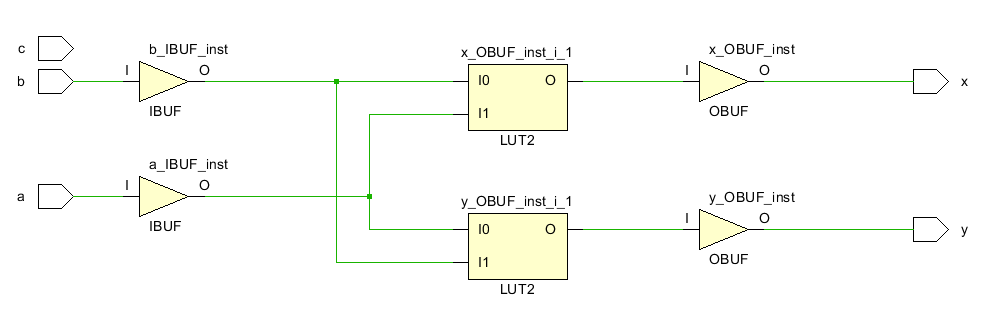 c
b_IBUF_inst
x_OBUF_inst_i_1
x_OBUF_inst
b
I
O
I0
O
I
O
x
IBUF
I1
OBUF
LUT2
a_IBUF_inst
a
I
O
y_OBUF_inst_i_1
y_OBUF_inst
IBUF
I0
O
I
O
y
I1
OBUF
LUT2